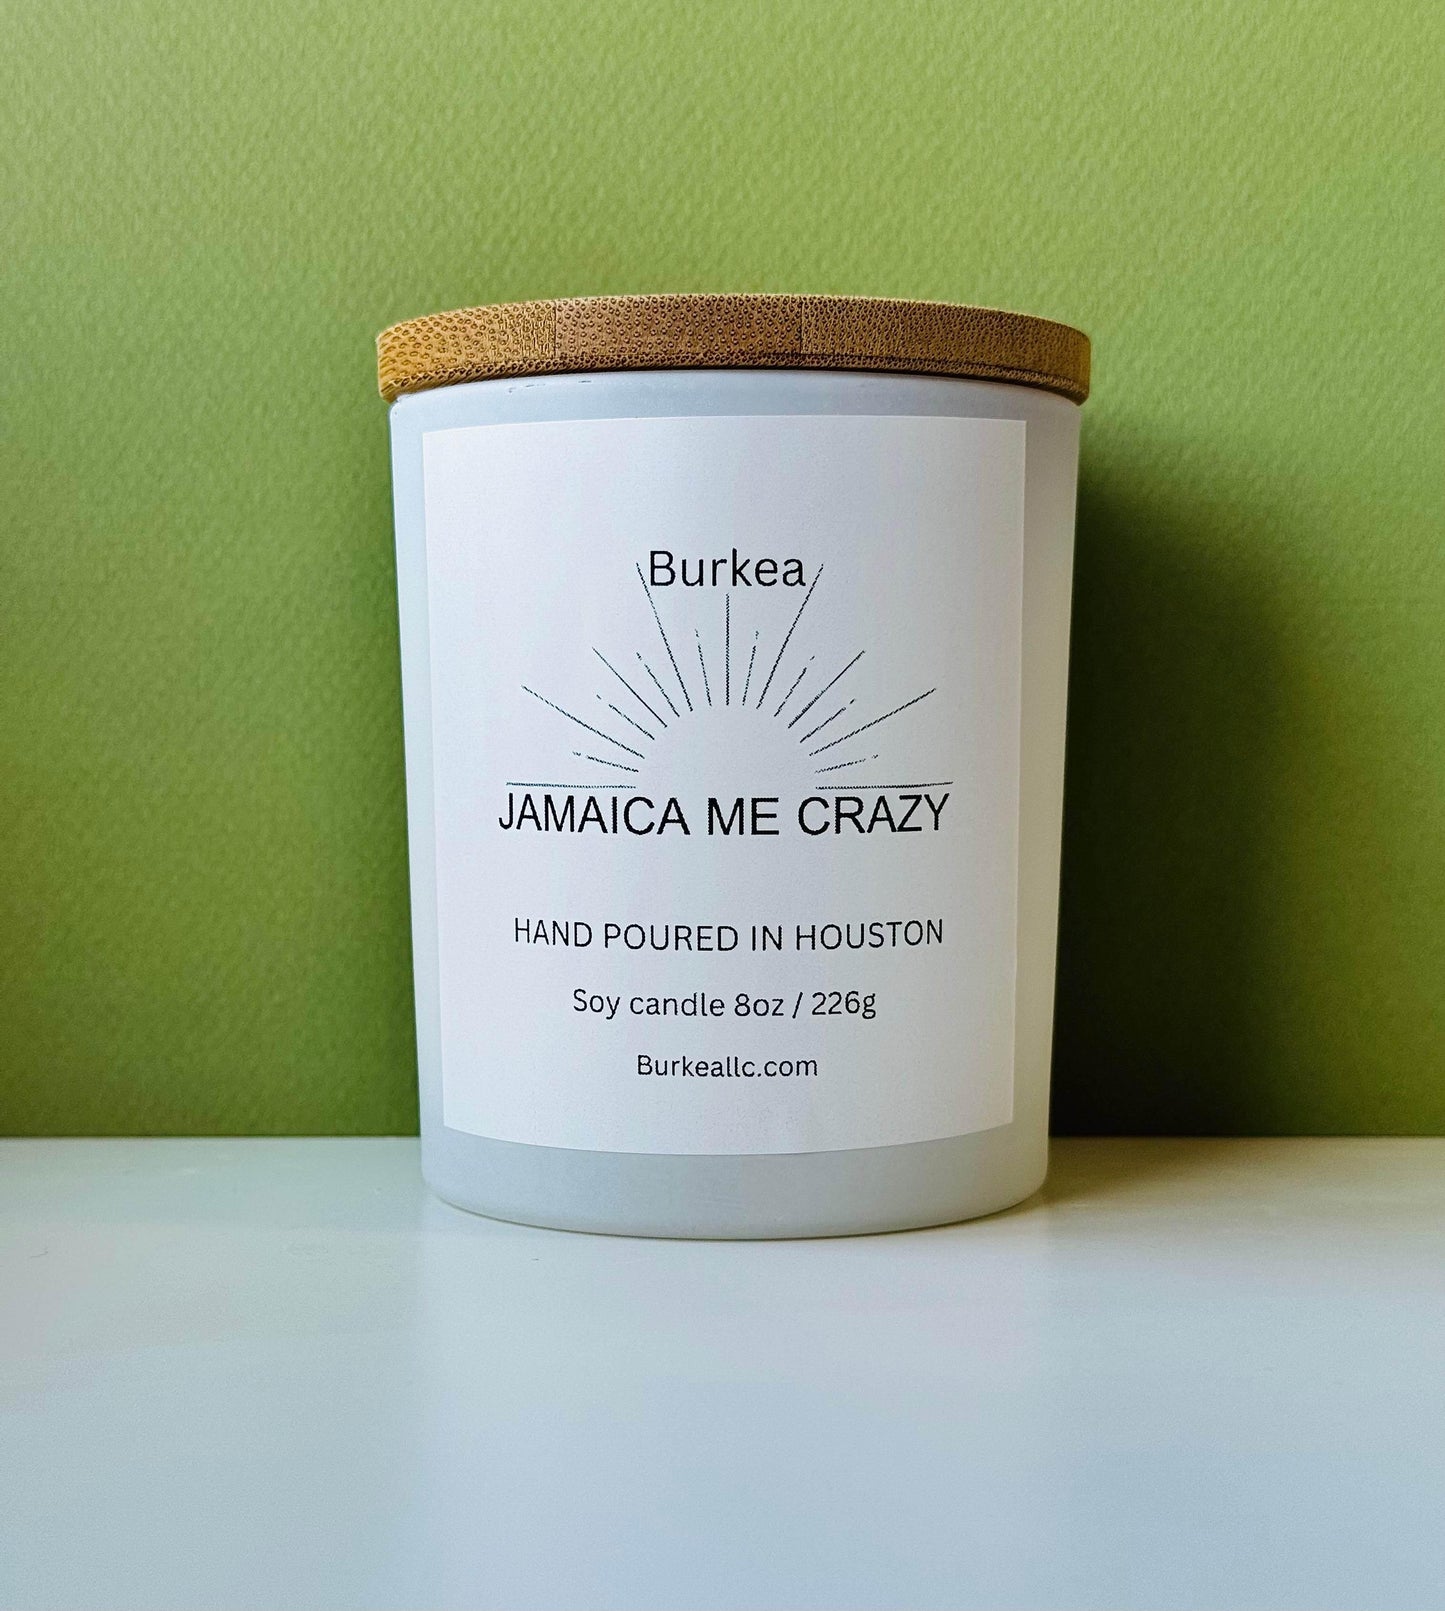 Burkea
JAMAICA ME CRAZY
HAND POURED IN HOUSTON
Soy candle 8oz / 226g
Burkeallc.com